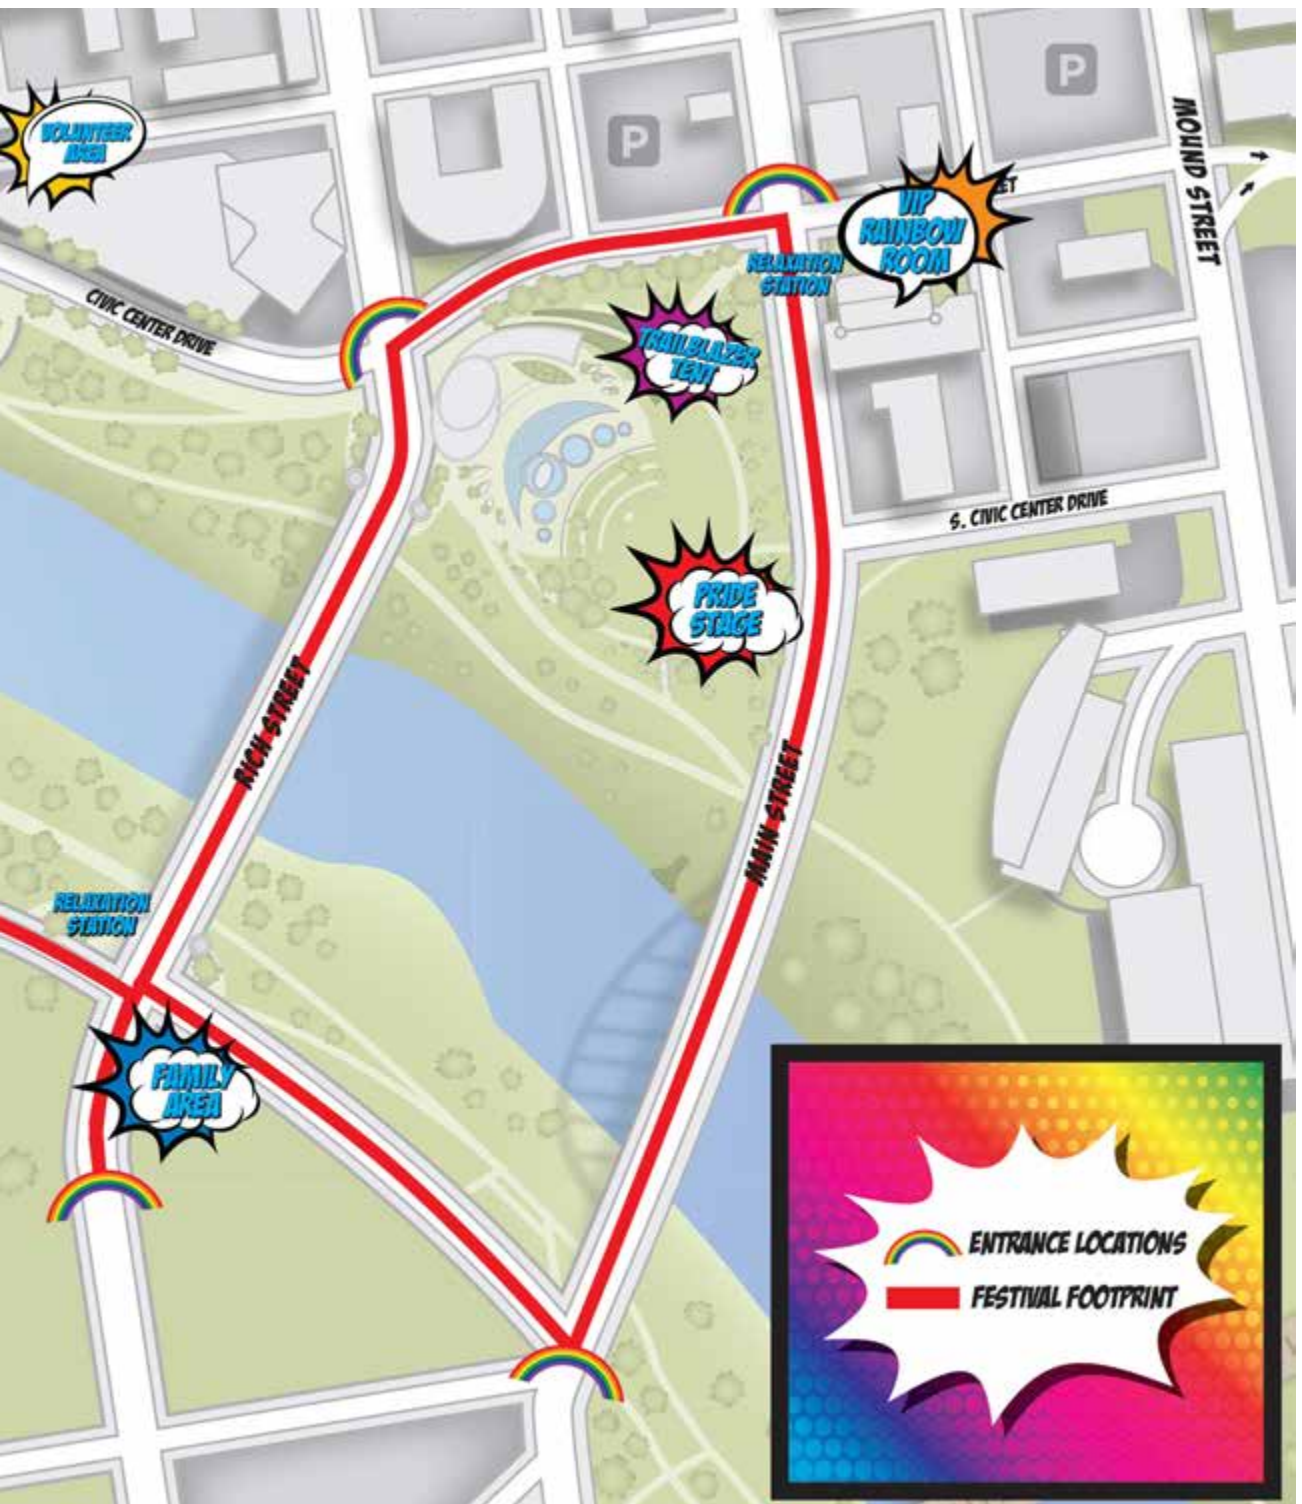 P
MOUND STREET
VOLUNTEER
AREA
P
VIP
RAINBOW
ROOM
RELAXATION
STATION
CIVIC CENTER DRIVE
TRAILBLAZER
TENT
S. CIVIC CENTER DRIVE
PRIDE
STAGE
RICH STREET
MAIN STREET
RELAXATION
STATION
FAMILY
AREA
ENTRANCE LOCATIONS
FESTIVAL FOOTPRINT